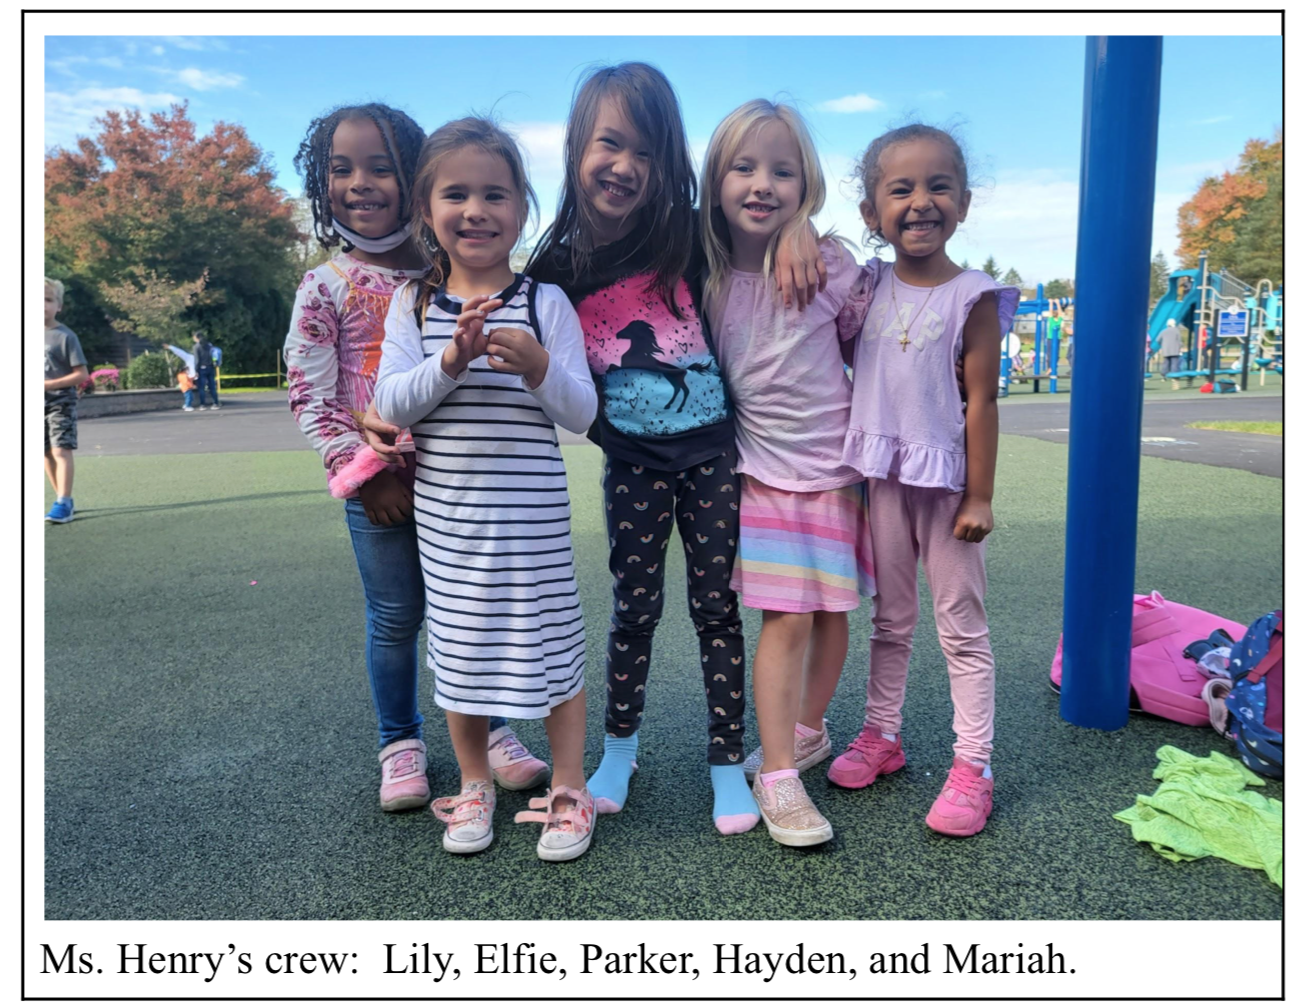 GAP
Ms. Henry’s crew:  Lily, Elfie, Parker, Hayden, and Mariah.